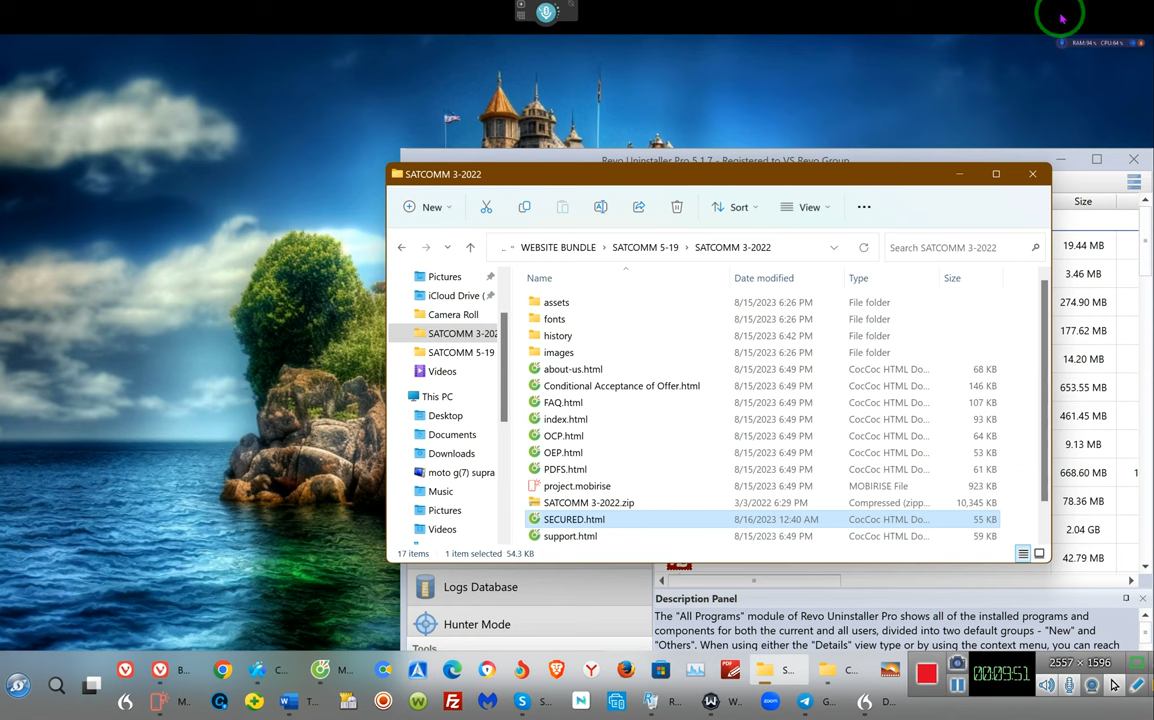 RAM:94% CPU:64%
Revo Uninstaller Pro 5.1.7 - Registered to VS Revo Group
SATCOMM 3-2022
New
Sort
View
WEBSITE BUNDLE > SATCOMM 5-19 > SATCOMM 3-2022
Search SATCOMM 3-2022
Name Date modified Type Size
Pictures
iCloud Drive (
Camera Roll
SATCOMM 3-202
SATCOMM 5-19
Videos
This PC
Desktop
Documents
Downloads
moto g(7) supra
Music
Pictures
Videos
assets 8/15/2023 6:26 PM File folder
fonts 8/15/2023 6:26 PM File folder
history 8/15/2023 6:42 PM File folder
images 8/15/2023 6:26 PM File folder
about-us.html 8/15/2023 6:49 PM CocCoc HTML Do... 68 KB
Conditional Acceptance of Offer.html 8/15/2023 6:49 PM CocCoc HTML Do... 146 KB
FAQ.html 8/15/2023 6:49 PM CocCoc HTML Do... 107 KB
index.html 8/15/2023 6:49 PM CocCoc HTML Do... 93 KB
OCP.html 8/15/2023 6:49 PM CocCoc HTML Do... 64 KB
OEP.html 8/15/2023 6:49 PM CocCoc HTML Do... 53 KB
PDFS.html 8/15/2023 6:49 PM CocCoc HTML Do... 61 KB
project.mobirise 8/15/2023 6:49 PM MOBIRISE File 923 KB
SATCOMM 3-2022.zip 3/3/2022 6:29 PM Compressed (zipp... 10,345 KB
SECURED.html 8/16/2023 12:40 AM CocCoc HTML Do... 55 KB
support.html 8/15/2023 6:49 PM CocCoc HTML Do... 59 KB
17 items 1 item selected 54.3 KB
Size
19.44 MB
3.46 MB
274.90 MB
177.62 MB
14.20 MB
653.55 MB
461.45 MB
9.13 MB
668.60 MB 1
78.36 MB
2.04 GB
42.79 MB
Logs Database
Hunter Mode
Tools
Description Panel
The "All Programs" module of Revo Uninstaller Pro shows all of the installed programs and
components for both the current and all users, divided into two default groups - "New" and
"Others". When using either the "Details" view type or by using the context menu, you can reach
B... C... M... S... C...
PDF
00:09:51
2557 × 1596
M... T... S... R... W... zoom G... D...